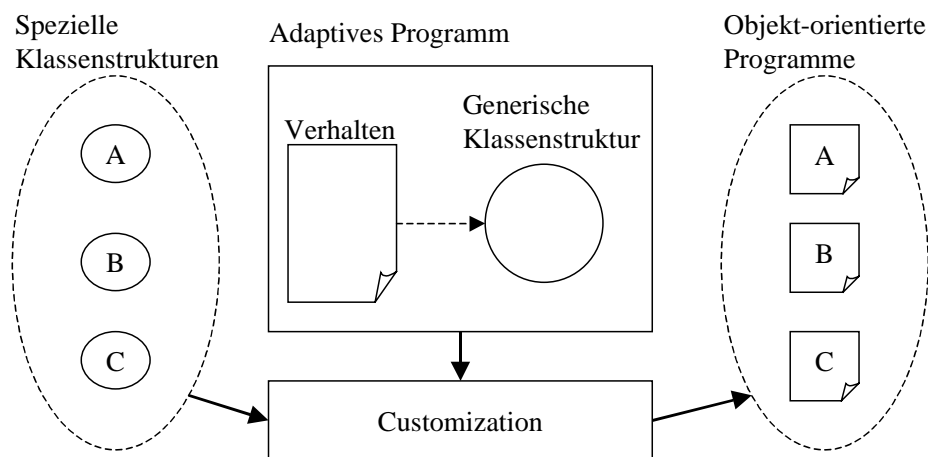 Spezielle
Klassenstrukturen
A
B
C
Adaptives Programm
Verhalten
Generische
Klassenstruktur
Customization
Objekt-orientierte
Programme
A
B
C